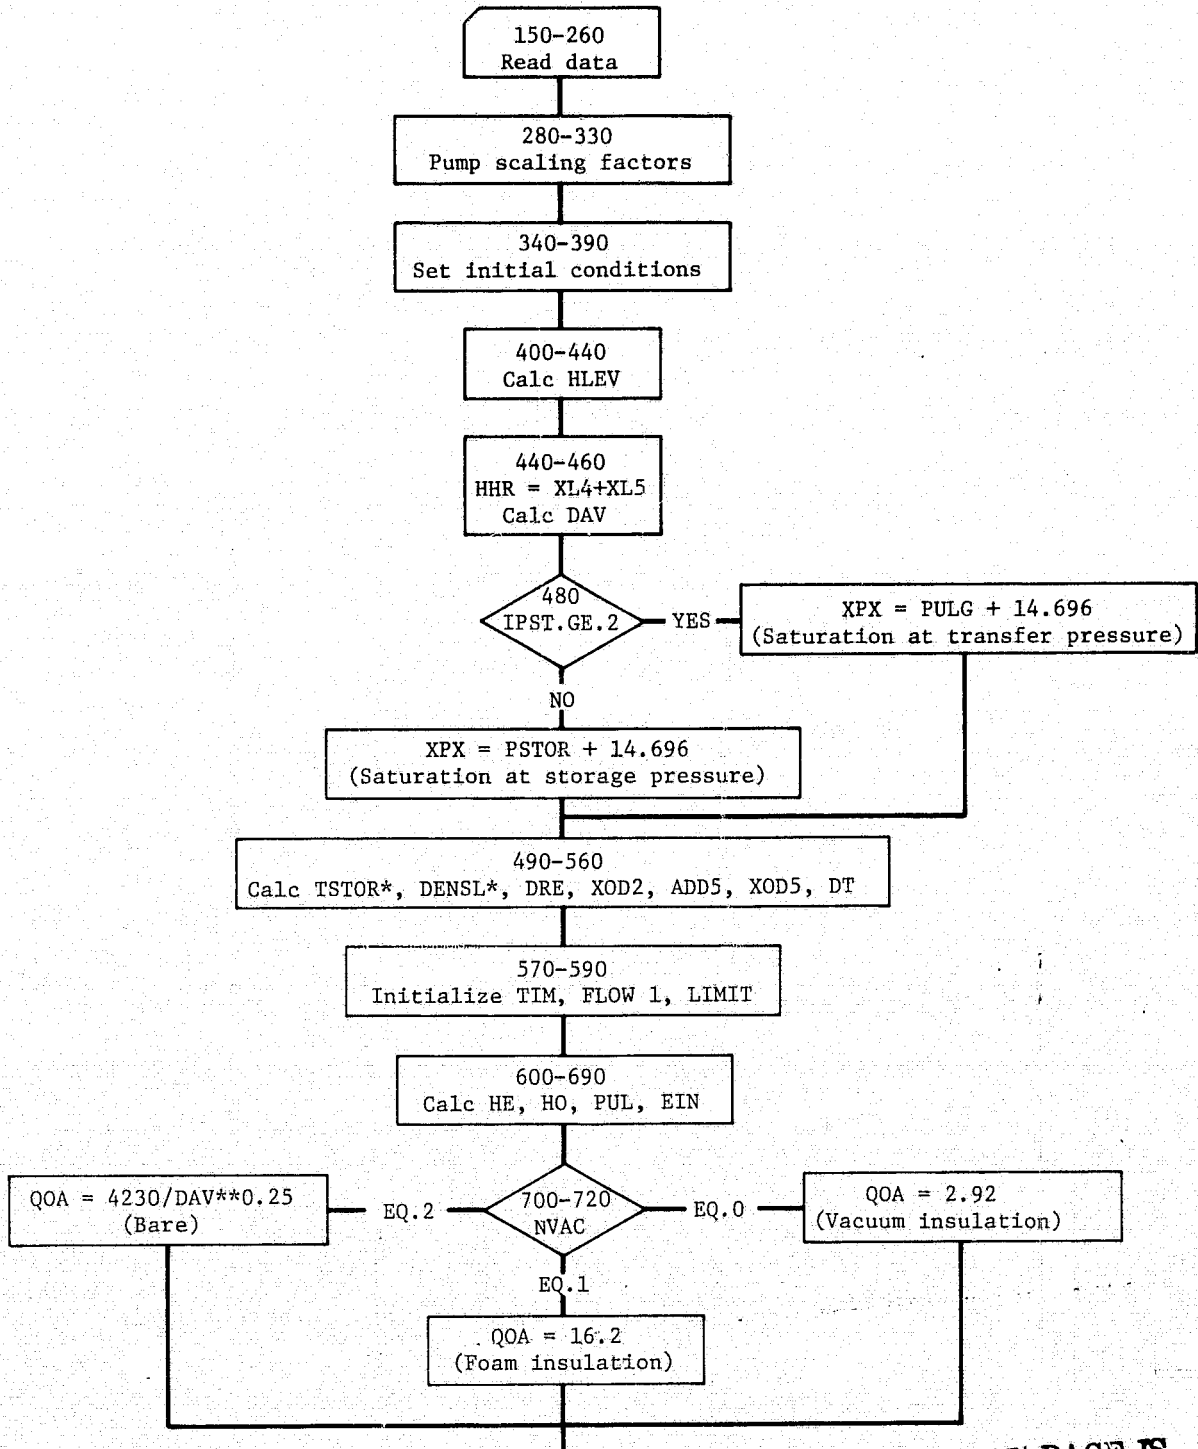 150-260
Read data
280-330
Pump scaling factors
340-390
Set initial conditions
400-440
Calc HLEV
440-460
HHR = XL4+XL5
Calc DAV
480
IPST.GE.2
YES
XPX = PULG + 14.696
(Saturation at transfer pressure)
NO
XPX = PSTOR + 14.696
(Saturation at storage pressure)
490-560
Calc TSTOR*, DENSL*, DRE, XOD2, ADD5, XOD5, DT
570-590
Initialize TIM, FLOW 1, LIMIT
600-690
Calc HE, HO, PUL, EIN
QOA = 4230/DAV**0.25
(Bare)
EQ.2
700-720
NVAC
EQ.0
QOA = 2.92
(Vacuum insulation)
EQ.1
QOA = 16.2
(Foam insulation)
PAGE IS